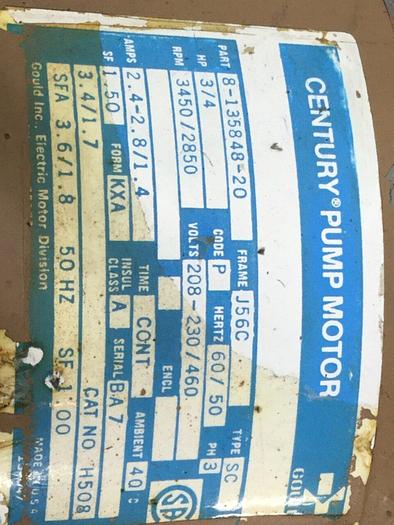 CENTURY® PUMP MOTOR
GOUL
PART 8-135848-20 FRAME J56C TYPE SC
HP 3/4 CODE P HERTZ 60/50 PH 3
RPM 3450/2850 VOLTS 208-230/460
AMPS 2.4-2.8/1.4 TIME CONT ENCL
SF 1.50 FORM KXA INSUL CLASS A SERIAL BA7 AMBIENT 40 C
3.4/1.7 CAT NO H508
SFA 3.6/1.8 50 HZ SF 1.00
Gould Inc., Electric Motor Division MADE IN U.S.A.
SA